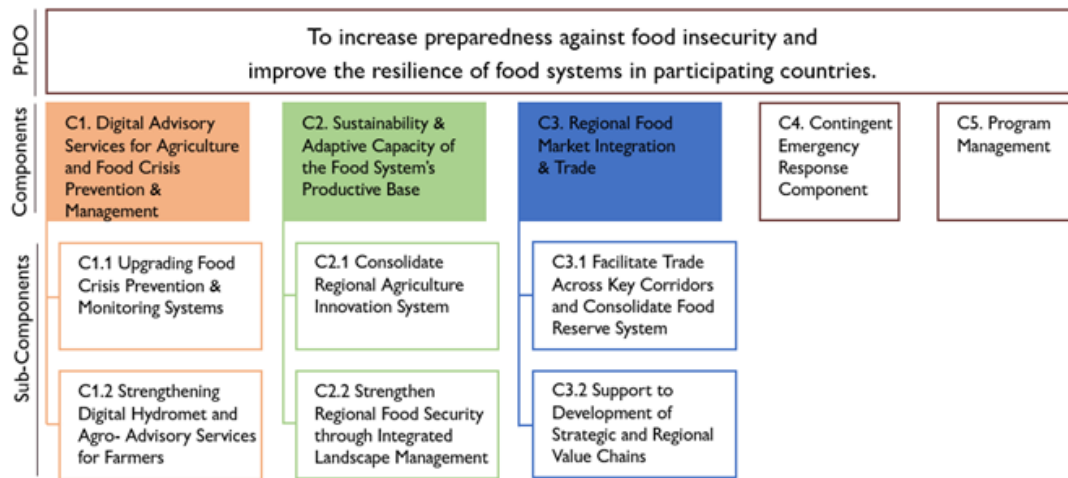 PrDO
To increase preparedness against food insecurity and
improve the resilience of food systems in participating countries.
Components
C1. Digital Advisory
Services for Agriculture
and Food Crisis
Prevention &
Management
C2. Sustainability &
Adaptive Capacity of
the Food System's
Productive Base
C3. Regional Food
Market Integration
& Trade
C4. Contingent
Emergency
Response
Component
C5. Program
Management
Sub-Components
C1.1 Upgrading Food
Crisis Prevention &
Monitoring Systems
C2.1 Consolidate
Regional Agriculture
Innovation System
C3.1 Facilitate Trade
Across Key Corridors
and Consolidate Food
Reserve System
C1.2 Strengthening
Digital Hydromet and
Agro- Advisory Services
for Farmers
C2.2 Strengthen
Regional Food Security
through Integrated
Landscape Management
C3.2 Support to
Development of
Strategic and Regional
Value Chains